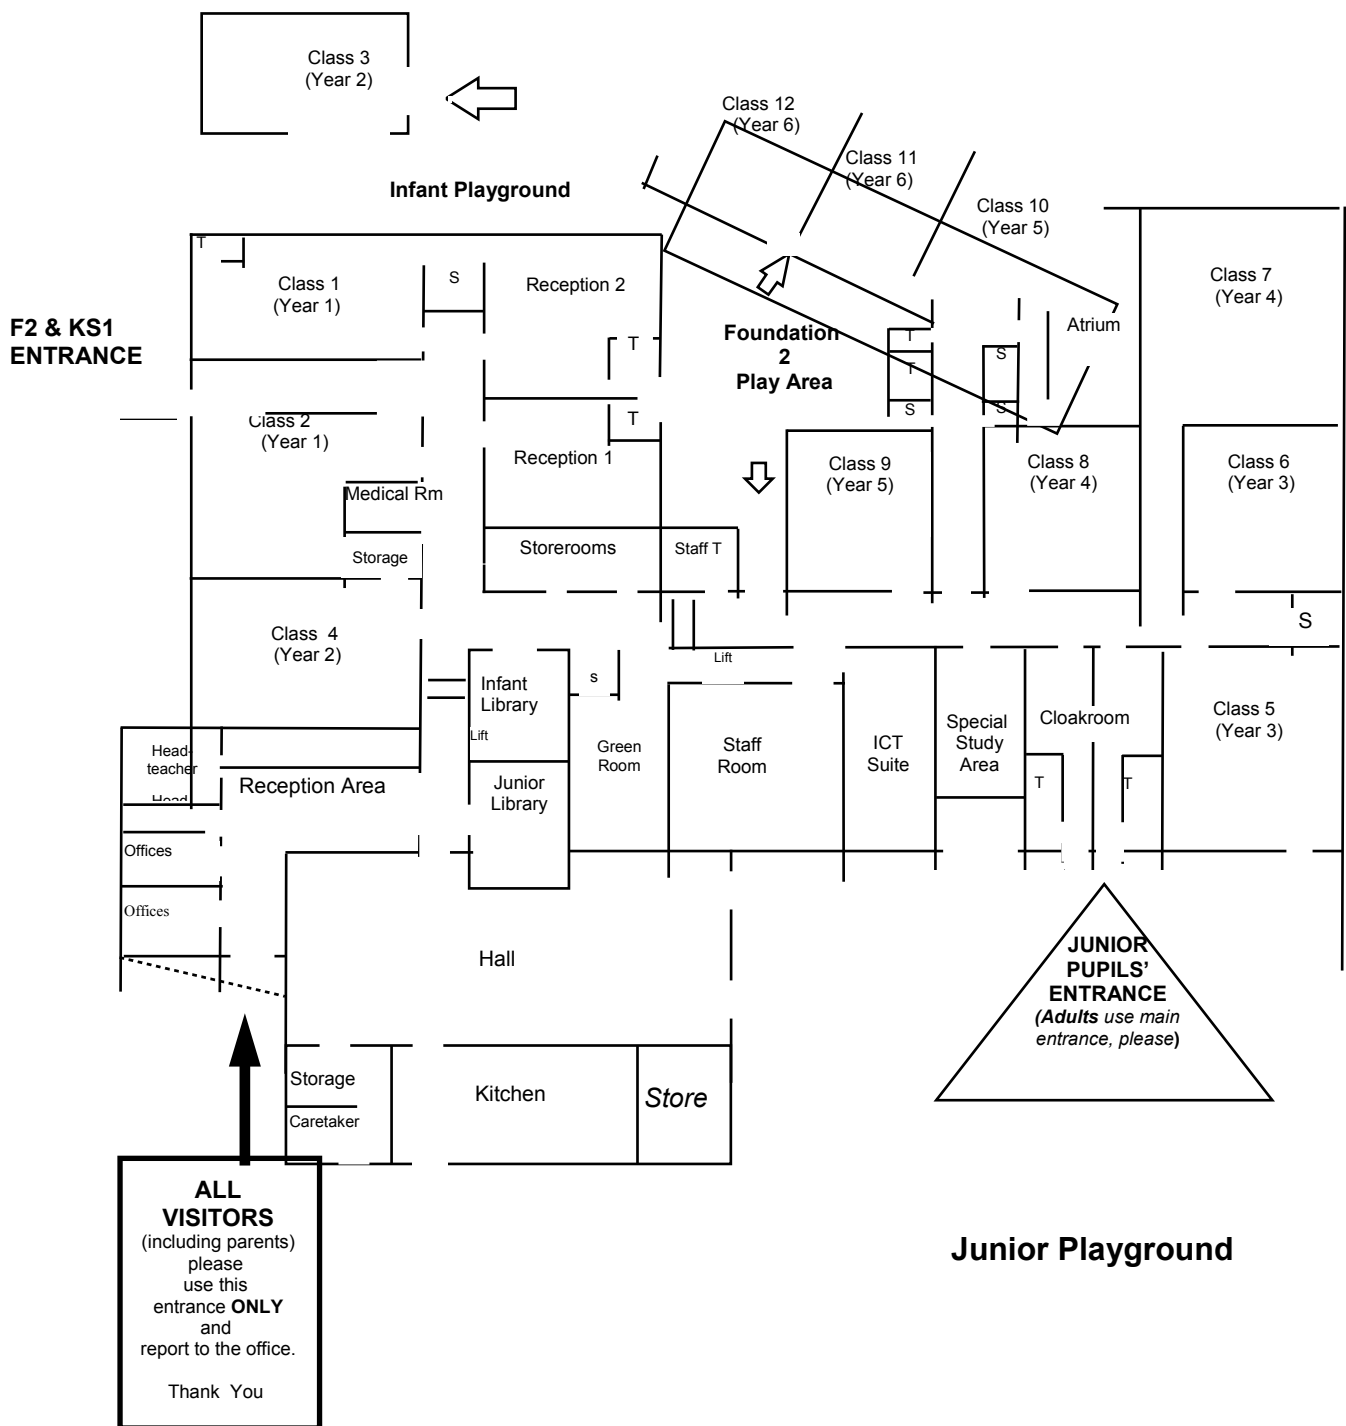 Class 3
(Year 2)
Class 12
(Year 6)
Class 11
(Year 6)
Infant Playground
Class 10
(Year 5)
T
Class 1
(Year 1)
S
Reception 2
Class 7
(Year 4)
F2 & KS1
ENTRANCE
Foundation
2
Play Area
T
T
T
S
S
S
Atrium
Class 2
(Year 1)
T
Reception 1
Class 9
(Year 5)
Class 8
(Year 4)
Class 6
(Year 3)
Medical Rm
Storage
Storerooms
Staff T
Class 4
(Year 2)
S
Lift
s
Infant
Library
Lift
Green
Room
Staff
Room
ICT
Suite
Special
Study
Area
Cloakroom
Class 5
(Year 3)
Head-
teacher
Head
Reception Area
Junior
Library
T
T
Offices
Offices
Hall
JUNIOR
PUPILS'
ENTRANCE
(Adults use main
entrance, please)
Storage
Caretaker
Kitchen
Store
ALL
VISITORS
(including parents)
please
use this
entrance ONLY
and
report to the office.
Thank You
Junior Playground